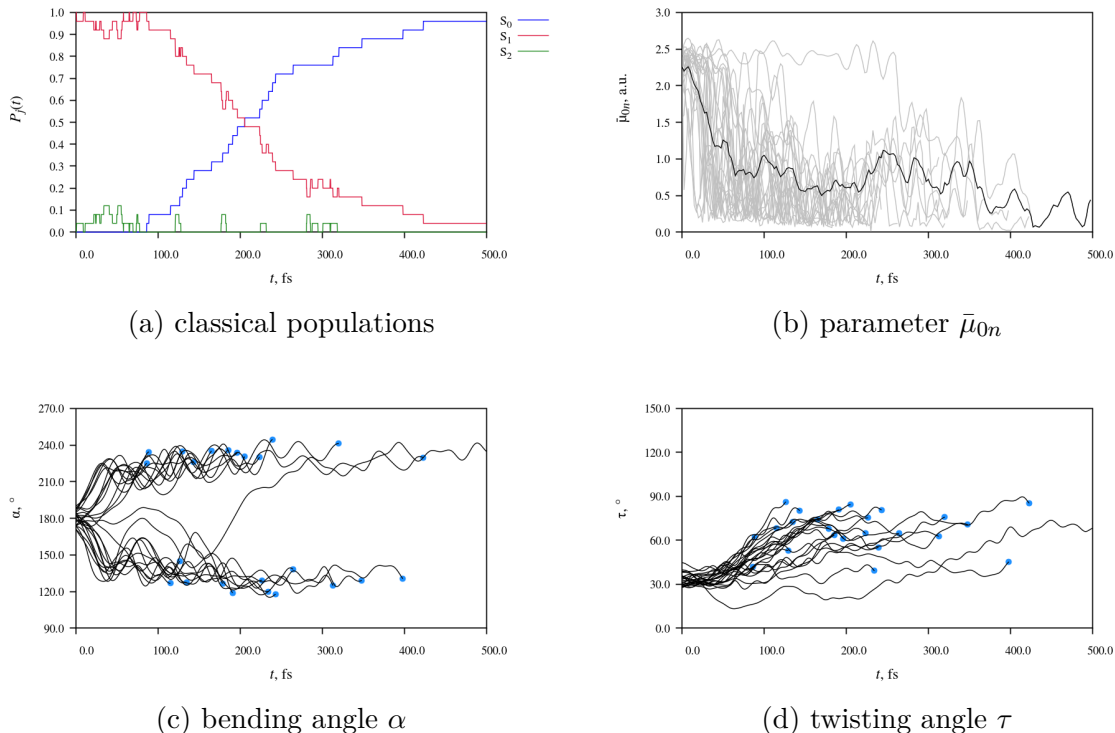 1.0
0.9
0.8
0.7
0.6
0.5
0.4
0.3
0.2
0.1
0.0
P_j(t)
0.0 100.0 200.0 300.0 400.0 500.0
t, fs
S_0
S_1
S_2
(a) classical populations
3.0
2.5
2.0
1.5
1.0
0.5
0.0
μ̄_0n, a.u.
0.0 100.0 200.0 300.0 400.0 500.0
t, fs
(b) parameter μ̄_0n
270.0
240.0
210.0
180.0
150.0
120.0
90.0
α, °
0.0 100.0 200.0 300.0 400.0 500.0
t, fs
(c) bending angle α
150.0
120.0
90.0
60.0
30.0
0.0
τ, °
0.0 100.0 200.0 300.0 400.0 500.0
t, fs
(d) twisting angle τ